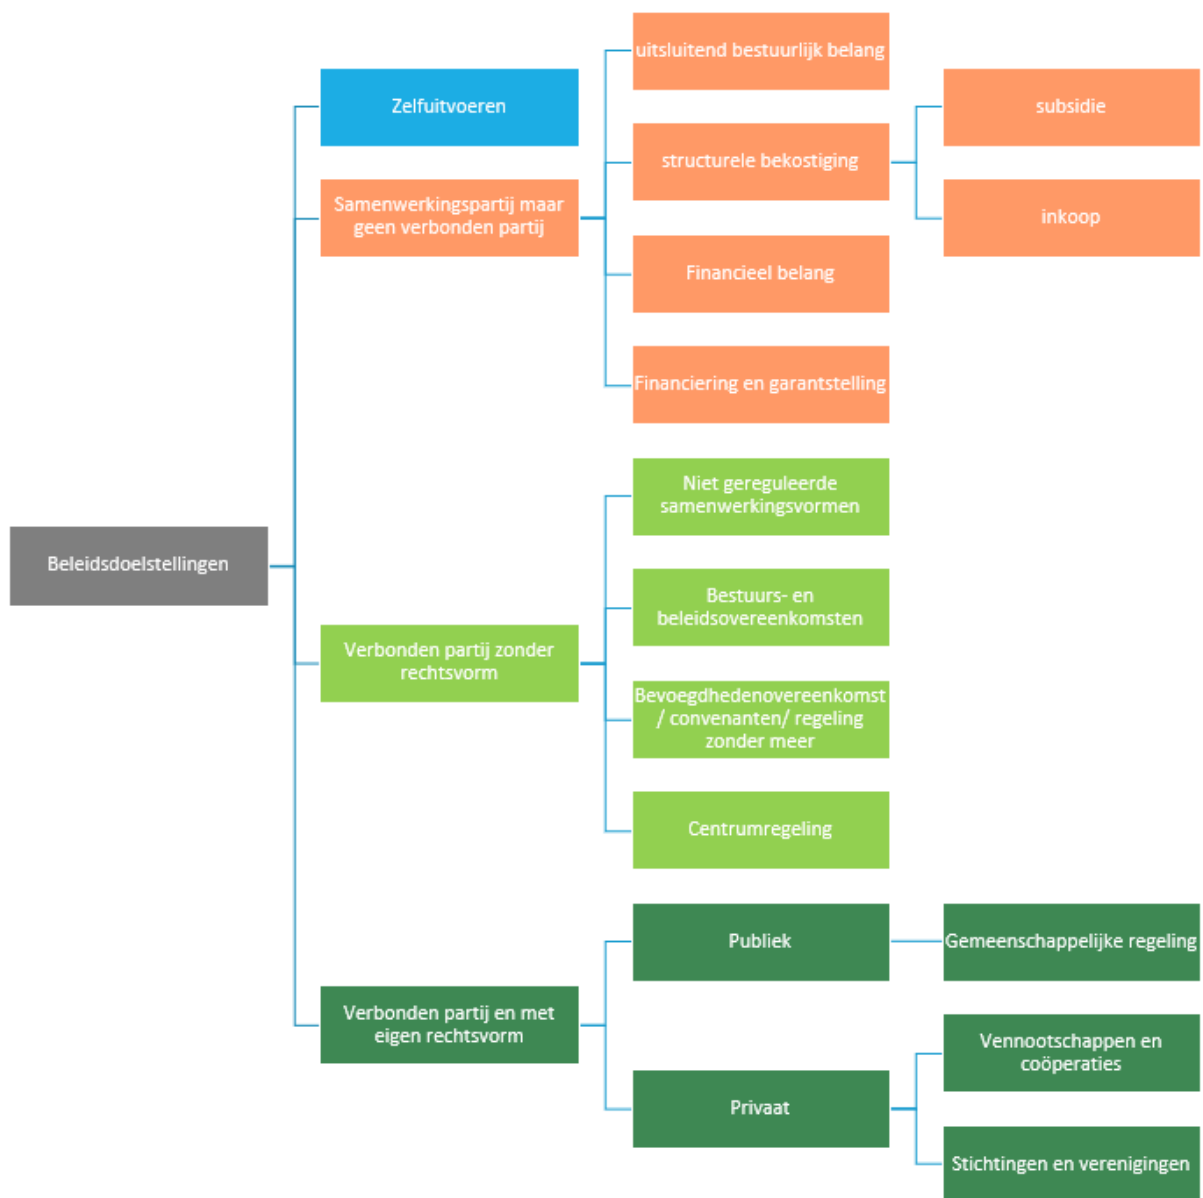 Beleidsdoelstellingen
Zelfuitvoeren
Samenwerkingspartij maar
geen verbonden partij
uitsluitend bestuurlijk belang
structurele bekostiging
subsidie
inkoop
Financieel belang
Financiering en garantstelling
Verbonden partij zonder
rechtsvorm
Niet gereguleerde
samenwerkingsvormen
Bestuurs- en
beleidsovereenkomsten
Bevoegdhedenovereenkomst
/ convenanten/ regeling
zonder meer
Centrumregeling
Verbonden partij en met
eigen rechtsvorm
Publiek
Gemeenschappelijke regeling
Privaat
Vennootschappen en
coöperaties
Stichtingen en verenigingen